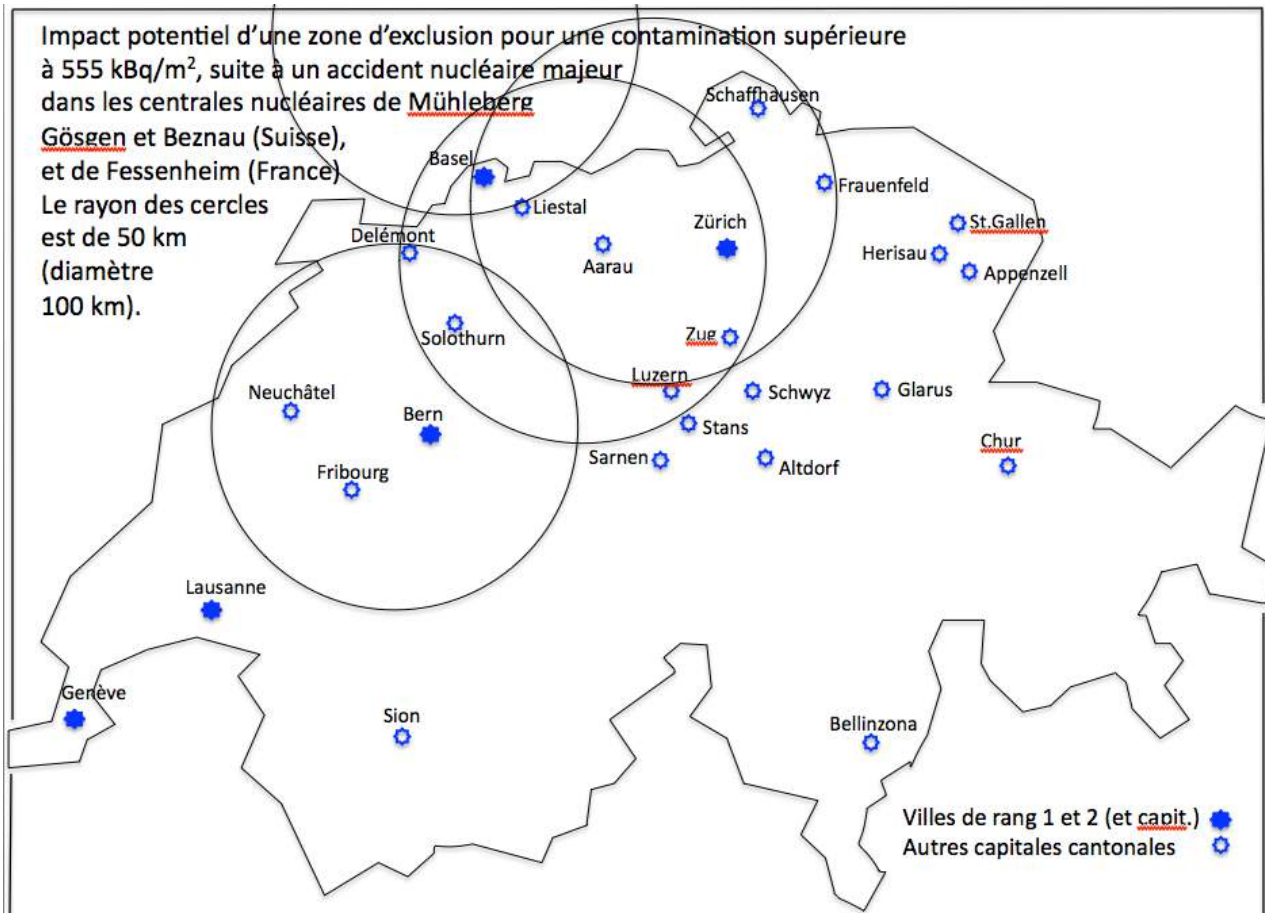 Impact potentiel d'une zone d'exclusion pour une contamination supérieure
à 555 kBq/m², suite à un accident nucléaire majeur
dans les centrales nucléaires de Mühleberg
Gösgen et Beznau (Suisse),
et de Fessenheim (France)
Le rayon des cercles
est de 50 km
(diamètre
100 km).
Schaffhausen
Basel
Frauenfeld
Liestal
Zürich
St.Gallen
Delémont
Aarau
Herisau
Appenzell
Solothurn
Zug
Luzern
Neuchâtel
Schwyz
Glarus
Bern
Stans
Chur
Sarnen
Altdorf
Fribourg
Lausanne
Genève
Sion
Bellinzona
Villes de rang 1 et 2 (et capit.)
Autres capitales cantonales